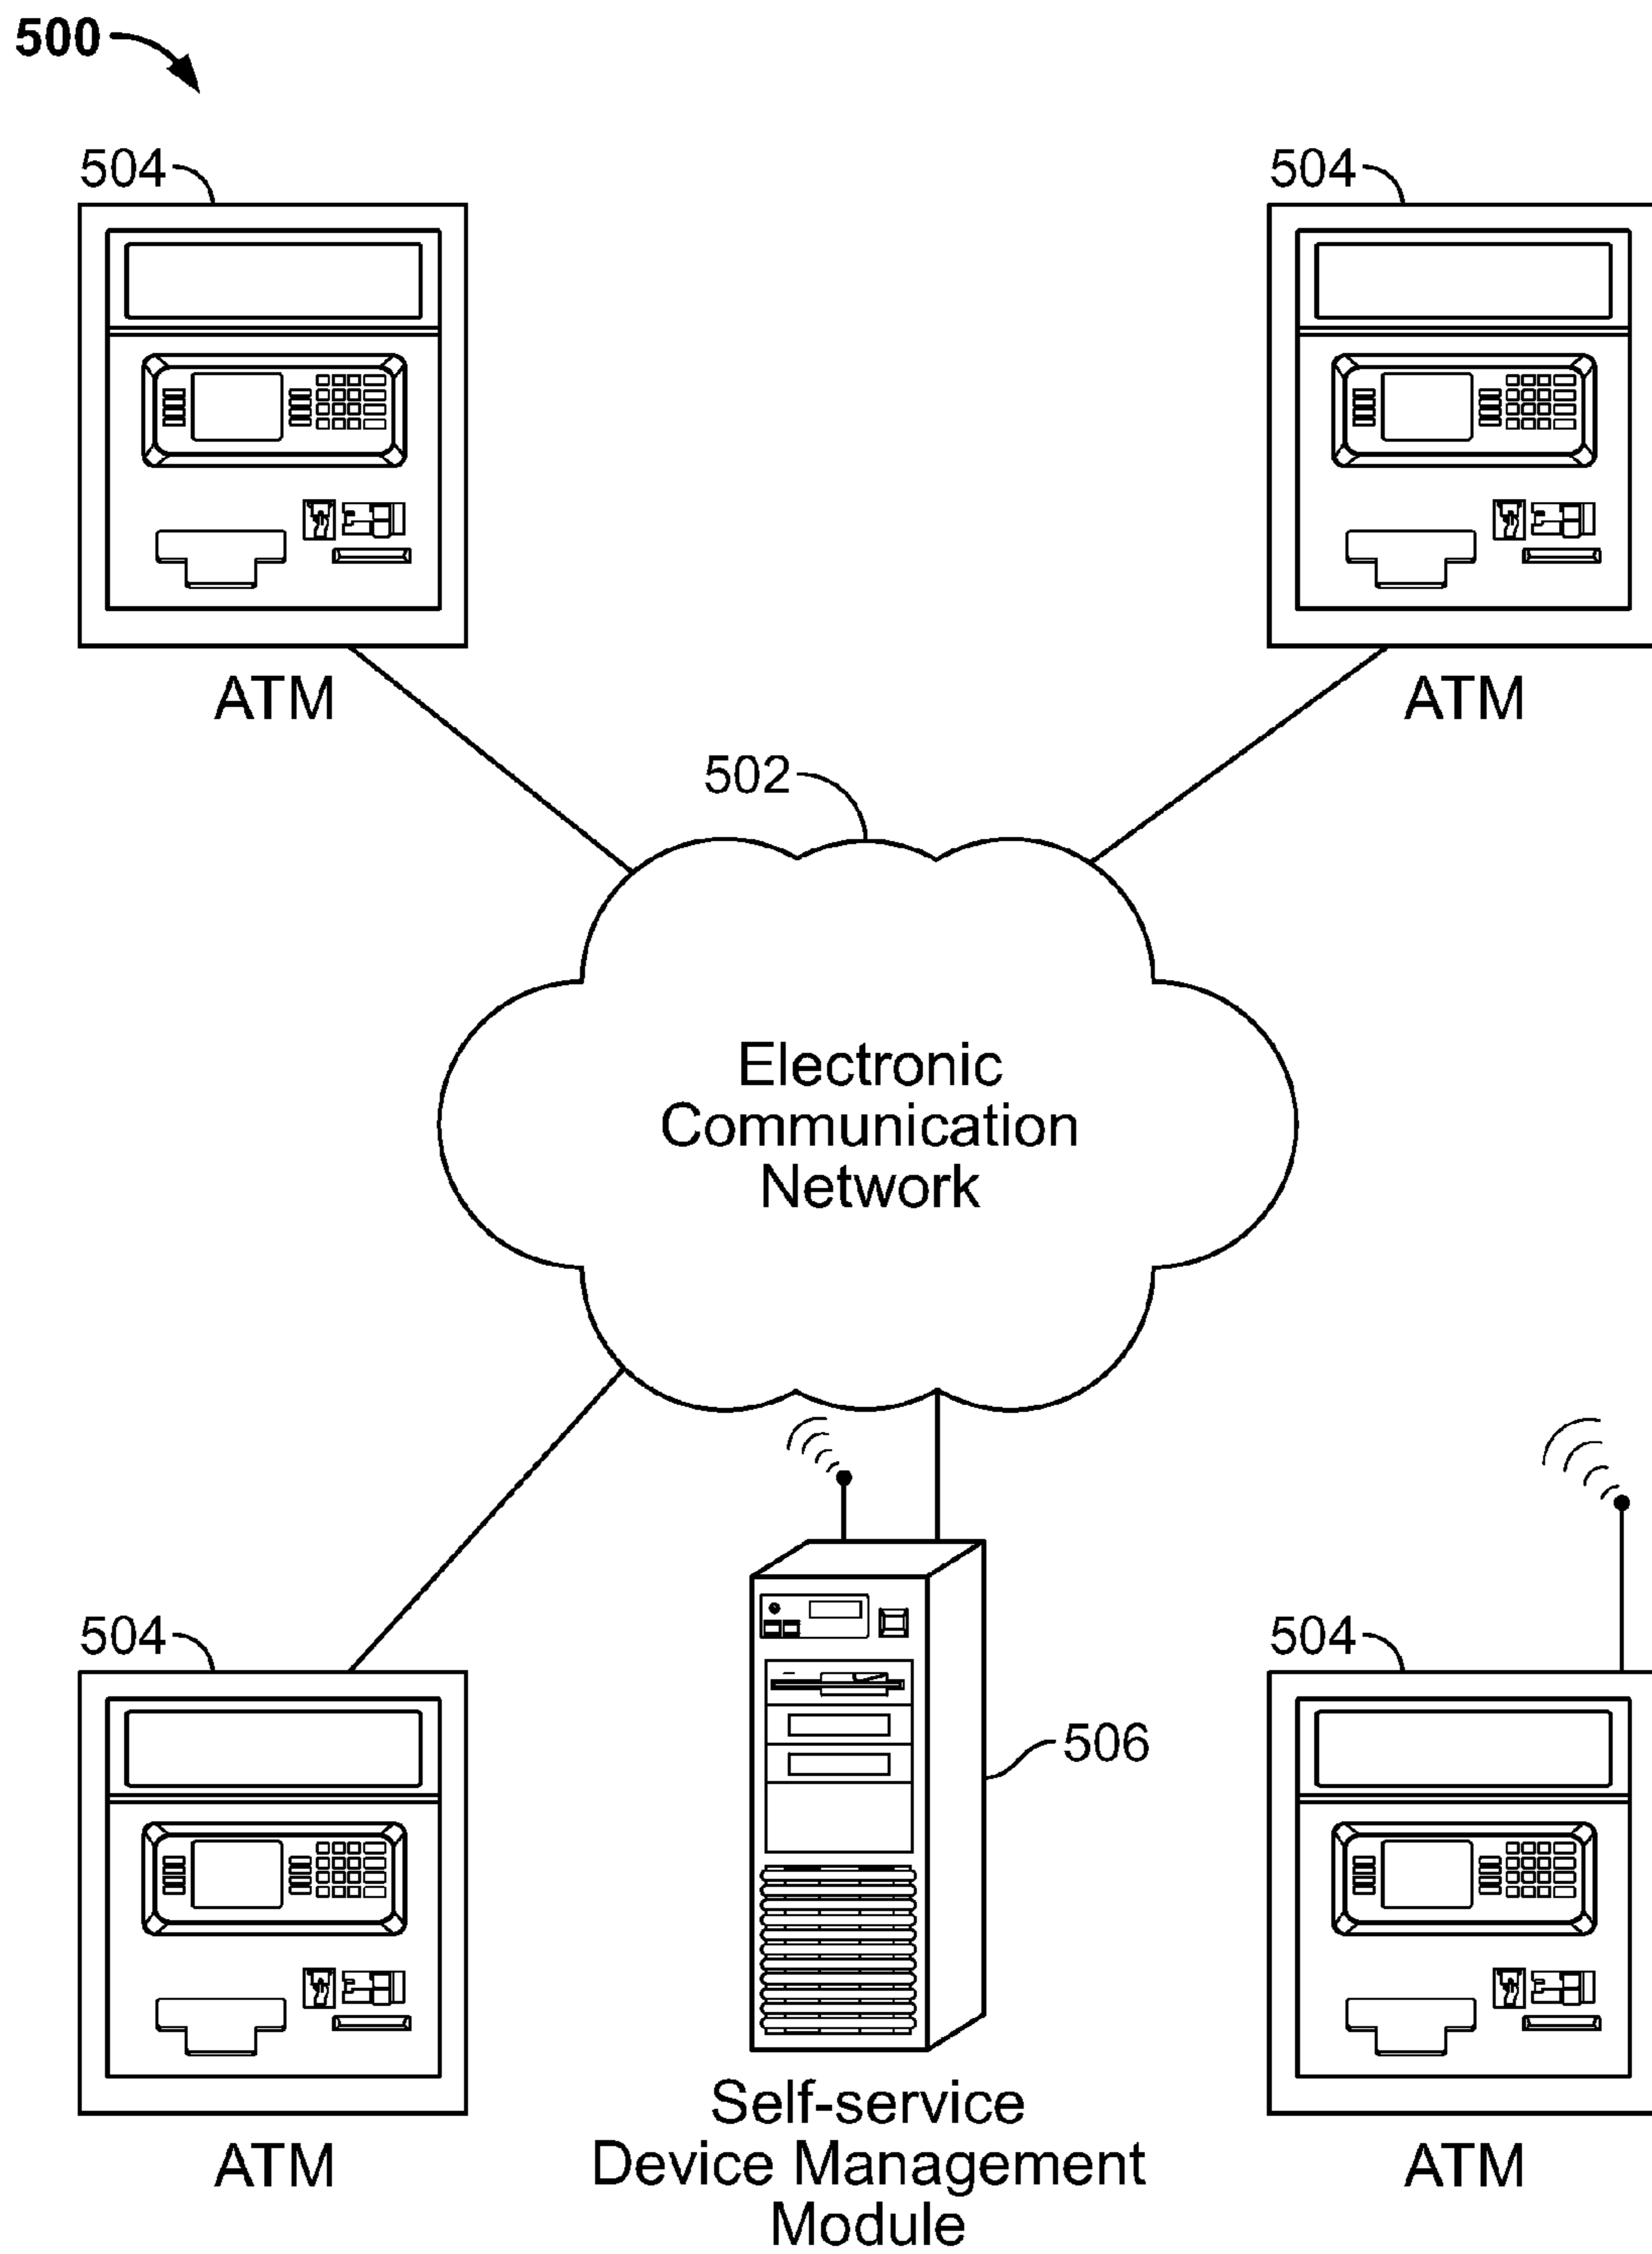 500
504
504
ATM
ATM
502
Electronic
Communication
Network
504
504
506
ATM
Self-service
Device Management
Module
ATM